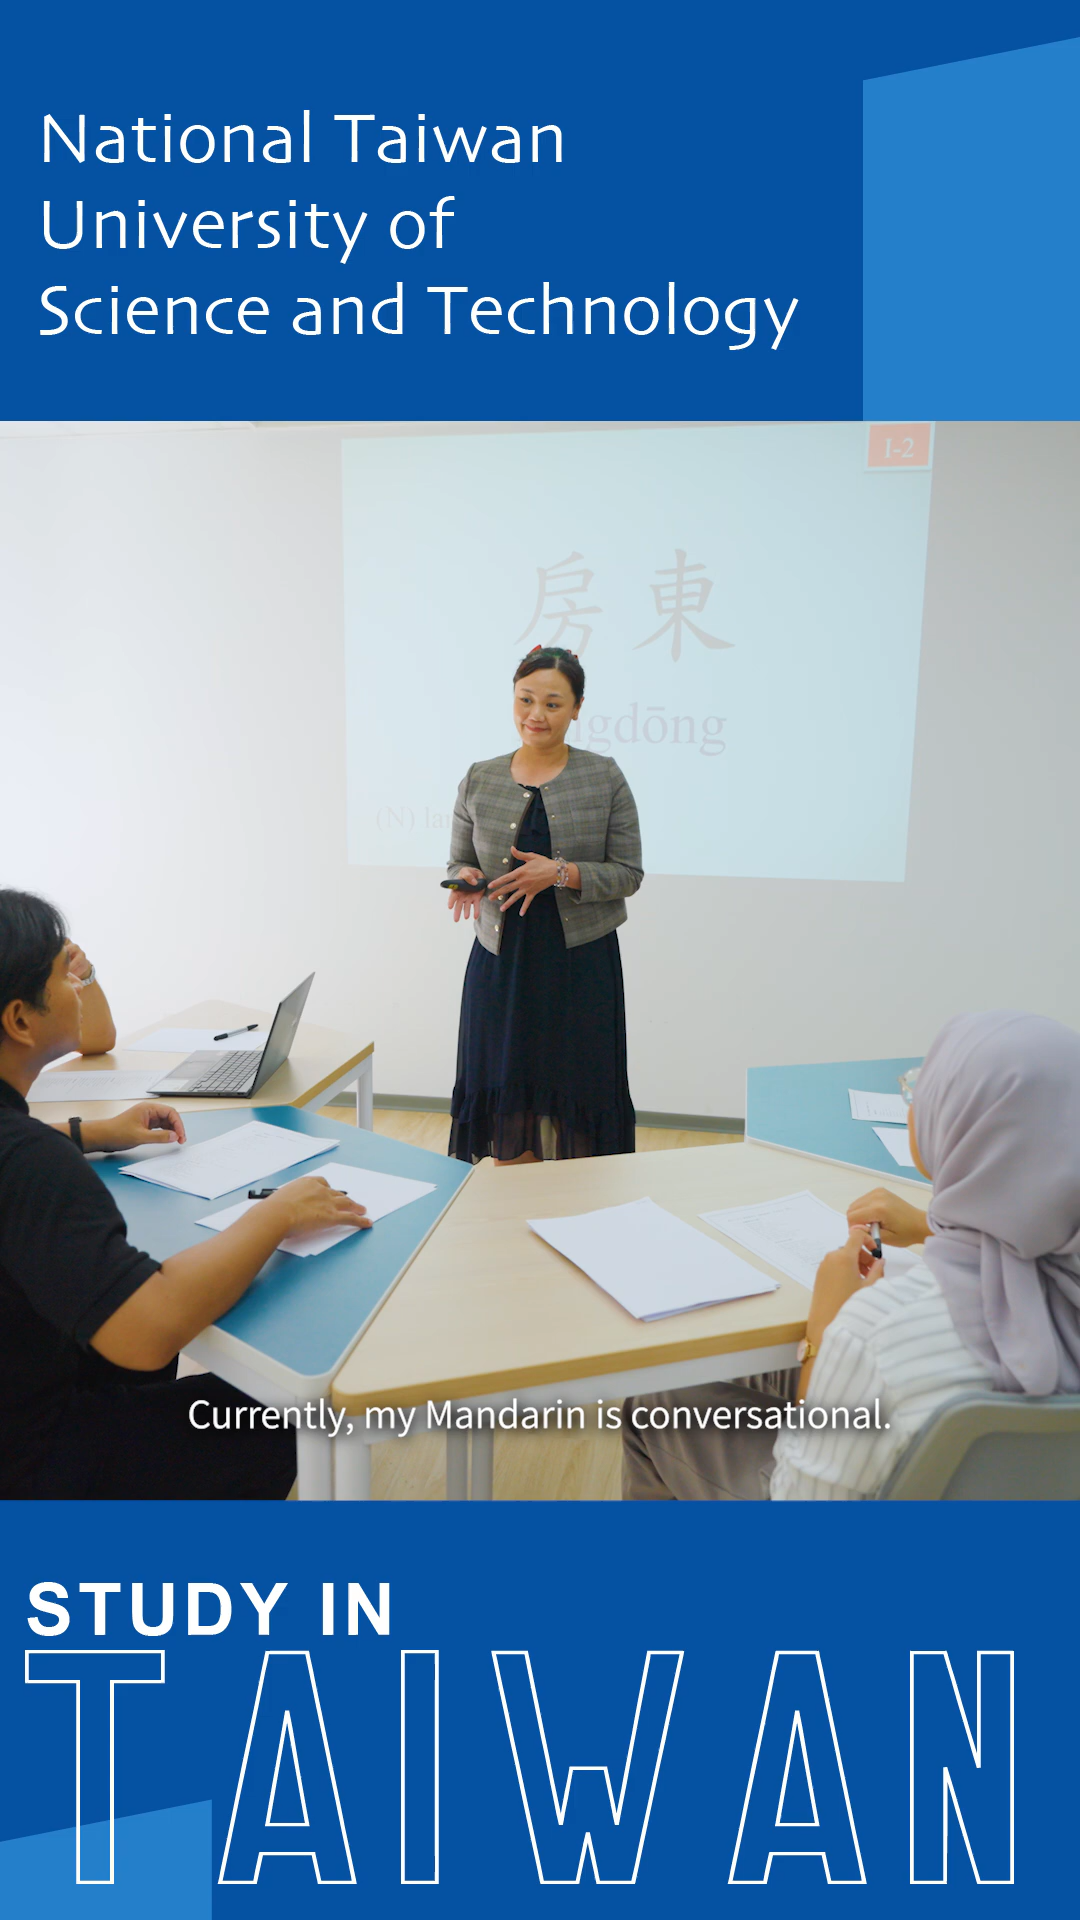 National Taiwan
University of
Science and Technology
1-2
房東
gdōng
(N)
Currently, my Mandarin is conversational.
STUDY IN
TAIWAN